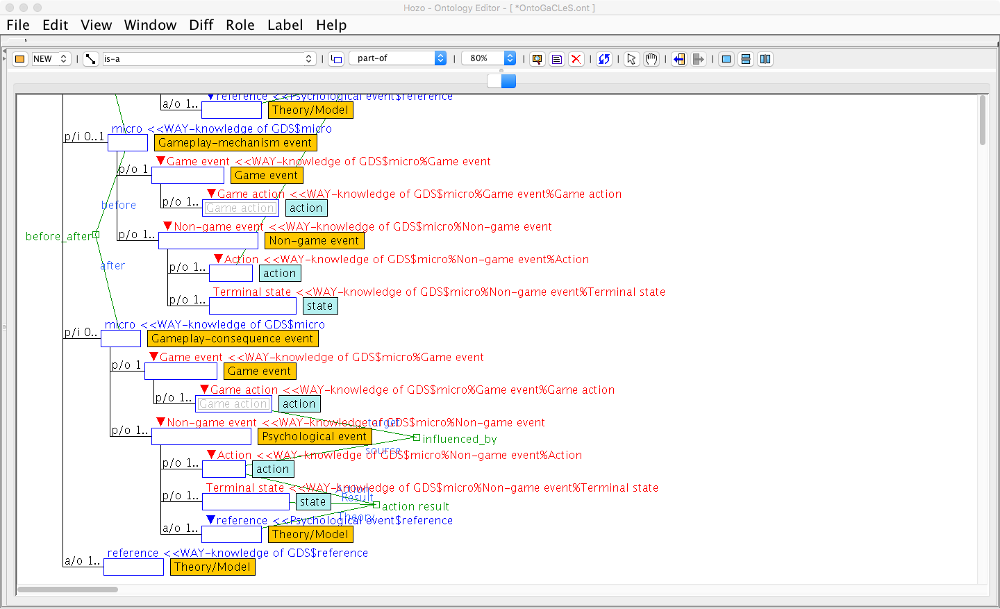 Hozo - Ontology Editor - [ *OntoGaCLeS.ont ]
File Edit View Window Diff Role Label Help
NEW is-a part-of 80%
reference <<Psychological event$reference
a/o 1.. Theory/Model
micro <<WAY-knowledge of GDS$micro
p/i 0..1 Gameplay-mechanism event
Game event <<WAY-knowledge of GDS$micro%Game event
p/o 1 Game event
Game action <<WAY-knowledge of GDS$micro%Game event%Game action
p/o 1.. Game action action
before
Non-game event <<WAY-knowledge of GDS$micro%Non-game event
before_after p/o 1.. Non-game event
after Action <<WAY-knowledge of GDS$micro%Non-game event%Action
p/o 1.. action
Terminal state <<WAY-knowledge of GDS$micro%Non-game event%Terminal state
p/o 1.. state
micro <<WAY-knowledge of GDS$micro
p/i 0.. Gameplay-consequence event
Game event <<WAY-knowledge of GDS$micro%Game event
p/o 1 Game event
Game action <<WAY-knowledge of GDS$micro%Game event%Game action
p/o 1.. Game action action
Non-game event <<WAY-knowledge of GDS$micro%Non-game event
target
p/o 1.. Psychological event influenced_by
source
Action <<WAY-knowledge of GDS$micro%Non-game event%Action
p/o 1.. action
Terminal state <<WAY-knowledge of GDS$micro%Non-game event%Terminal state
Action
p/o 1.. state Result action result
Theory
reference <<Psychological event$reference
a/o 1.. Theory/Model
reference <<WAY-knowledge of GDS$reference
a/o 1.. Theory/Model